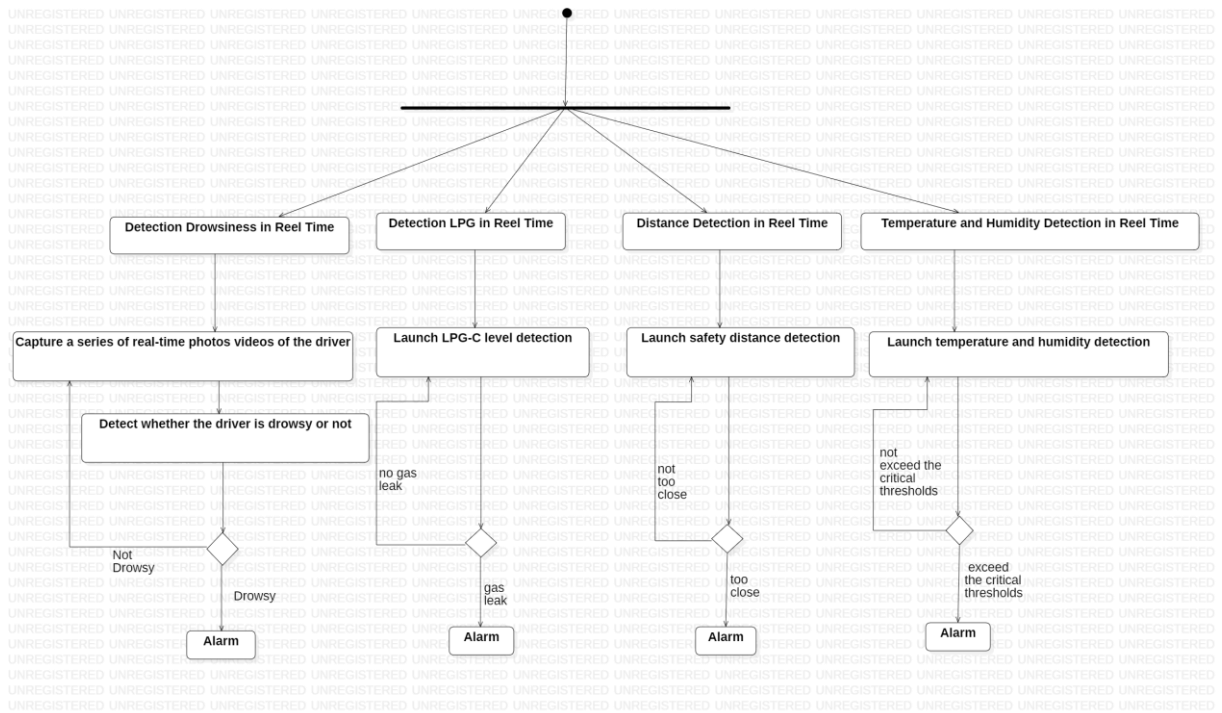 Detection Drowsiness in Reel Time
Detection LPG in Reel Time
Distance Detection in Reel Time
Temperature and Humidity Detection in Reel Time
Capture a series of real-time photos videos of the driver
Launch LPG-C level detection
Launch safety distance detection
Launch temperature and humidity detection
Detect whether the driver is drowsy or not
no gas
leak
not
too
close
not
exceed the
critical
thresholds
Not
Drowsy
Drowsy
gas
leak
too
close
exceed
the critical
thresholds
Alarm
Alarm
Alarm
Alarm
UNREGISTERED UNREGISTERED UNREGISTERED UNREGISTERED UNREGISTERED UNREGISTERED UNREGISTERED UNREGISTERED UNREGISTERED UNREGISTERED UNREGISTERED UNREGISTERED